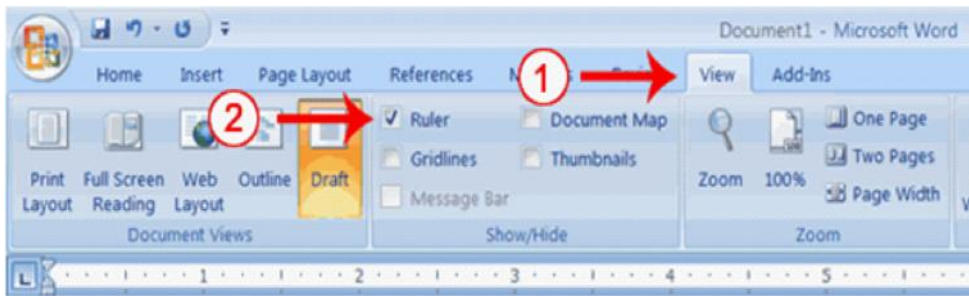 Document1 - Microsoft Word
Home Insert Page Layout References View Add-Ins
1
2
Ruler Document Map One Page
Gridlines Thumbnails Two Pages
Message Bar Page Width
Print Layout Full Screen Reading Web Layout Outline Draft Zoom 100%
Document Views Show/Hide Zoom
L 1 2 3 4 5